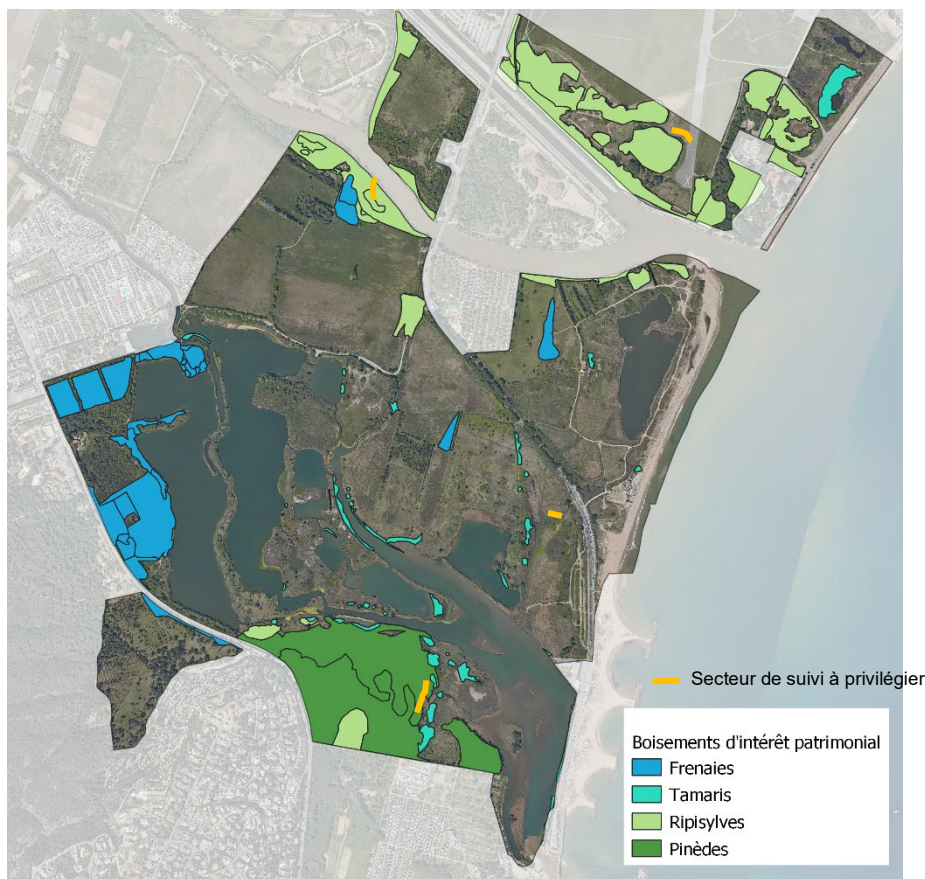 Secteur de suivi à privilégier
Boisements d'intérêt patrimonial
Frenaies
Tamaris
Ripisylves
Pinèdes